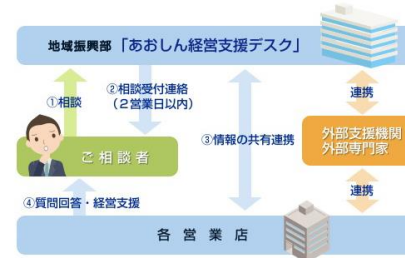 地域振興部「あおしん経営支援デスク」
①相談
②相談受付連絡
(2営業日以内)
連携
③情報の共有連携
ご相談者
外部支援機関
外部専門家
④質問回答・経営支援
連携
各営業店